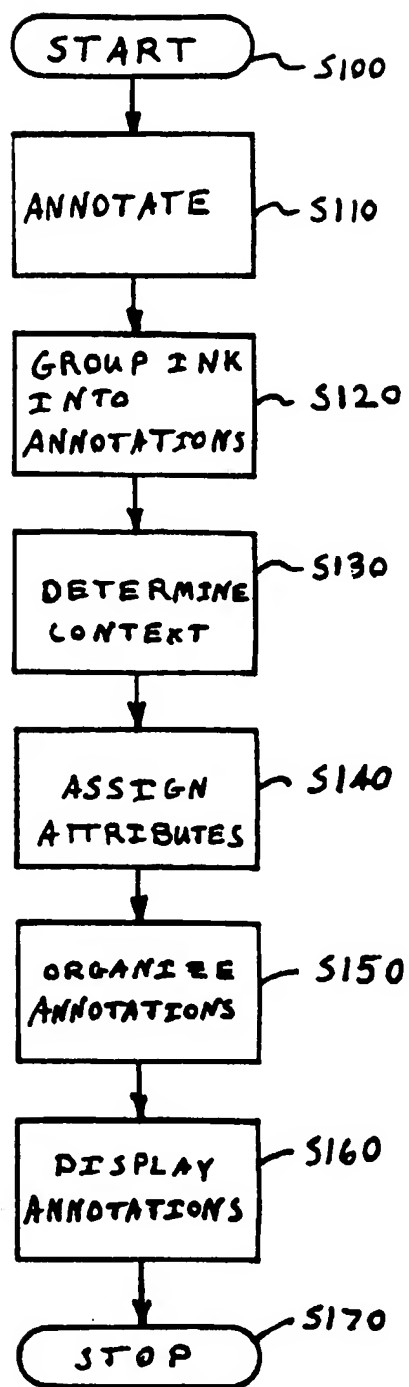 START
S100
ANNOTATE
S110
GROUP INK
INTO
ANNOTATIONS
S120
DETERMINE
CONTEXT
S130
ASSIGN
ATTRIBUTES
S140
ORGANIZE
ANNOTATIONS
S150
DISPLAY
ANNOTATIONS
S160
STOP
S170